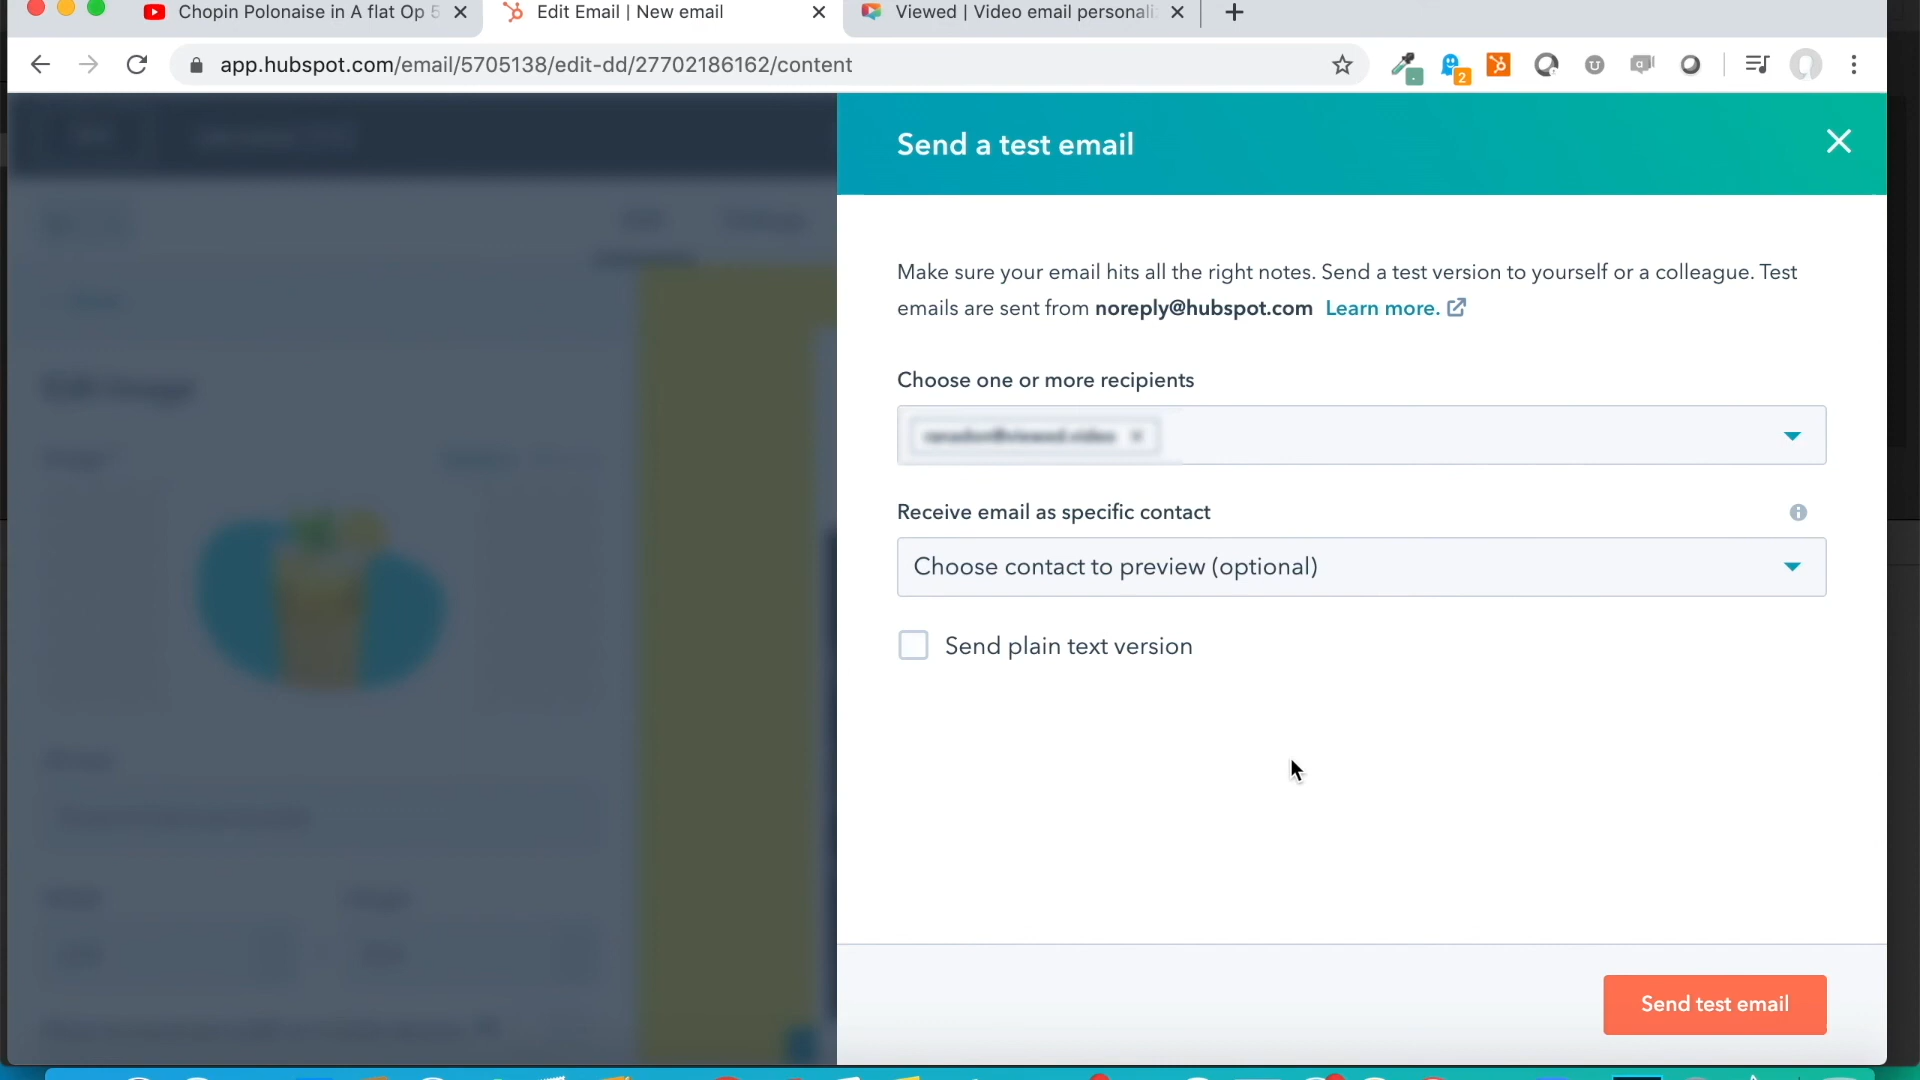 Chopin Polonaise in A flat Op 5
Edit Email | New email
Viewed | Video email personali
app.hubspot.com/email/5705138/edit-dd/27702186162/content
2
Send a test email
Make sure your email hits all the right notes. Send a test version to yourself or a colleague. Test
emails are sent from noreply@hubspot.com Learn more.
Choose one or more recipients
Receive email as specific contact
Choose contact to preview (optional)
Send plain text version
Send test email